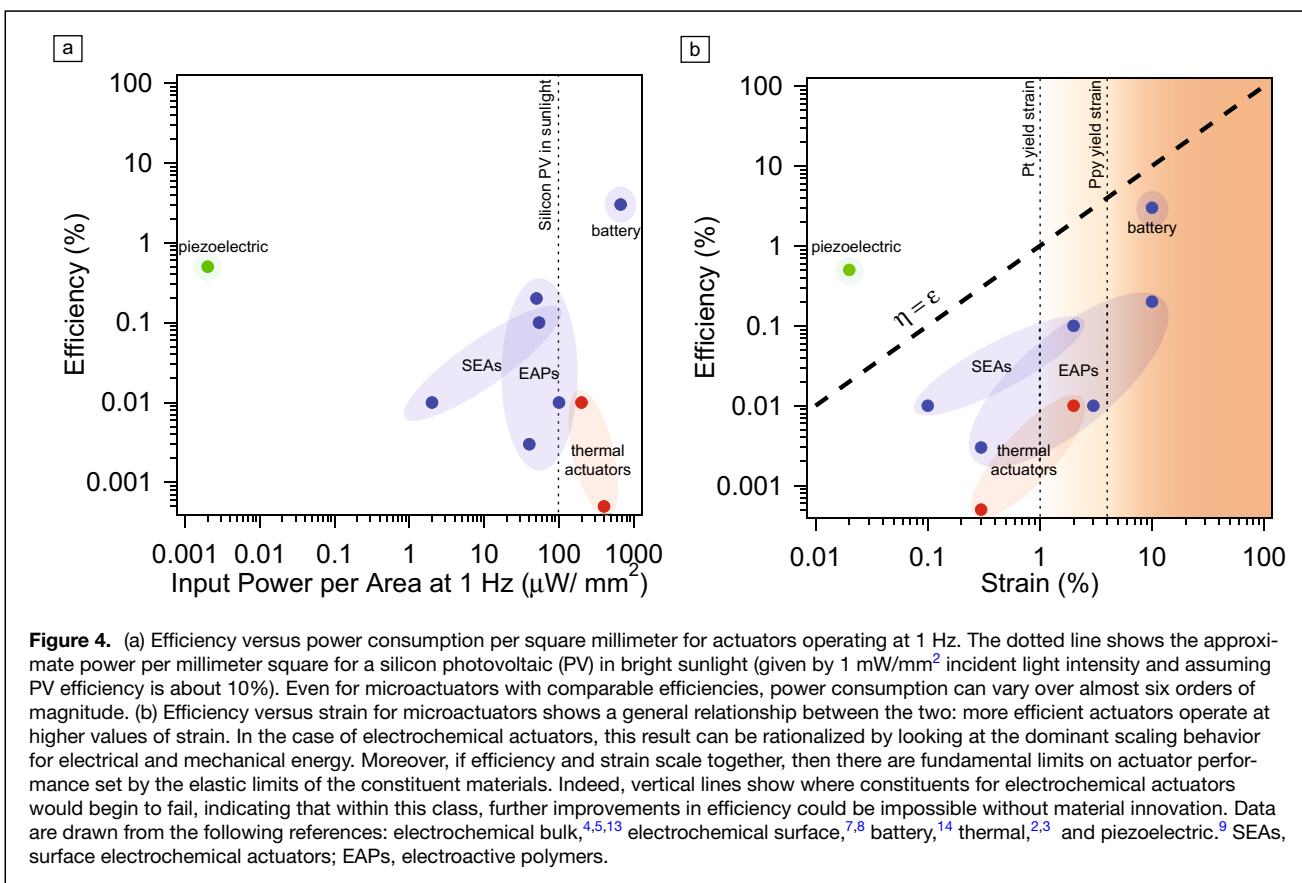 a
100
10
1
0.1
0.01
0.001
Efficiency (%)
piezoelectric
Silicon PV in sunlight
battery
SEAs
EAPs
thermal
actuators
0.001 0.01 0.1 1 10 100 1000
Input Power per Area at 1 Hz (μW/ mm²)
b
100
10
1
0.1
0.01
0.001
Efficiency (%)
Pt yield strain
Ppy yield strain
piezoelectric
battery
η = ε
SEAs
EAPs
thermal
actuators
0.01 0.1 1 10 100
Strain (%)
Figure 4. (a) Efficiency versus power consumption per square millimeter for actuators operating at 1 Hz. The dotted line shows the approxi-
mate power per millimeter square for a silicon photovoltaic (PV) in bright sunlight (given by 1 mW/mm² incident light intensity and assuming
PV efficiency is about 10%). Even for microactuators with comparable efficiencies, power consumption can vary over almost six orders of
magnitude. (b) Efficiency versus strain for microactuators shows a general relationship between the two: more efficient actuators operate at
higher values of strain. In the case of electrochemical actuators, this result can be rationalized by looking at the dominant scaling behavior
for electrical and mechanical energy. Moreover, if efficiency and strain scale together, then there are fundamental limits on actuator perfor-
mance set by the elastic limits of the constituent materials. Indeed, vertical lines show where constituents for electrochemical actuators
would begin to fail, indicating that within this class, further improvements in efficiency could be impossible without material innovation. Data
are drawn from the following references: electrochemical bulk,4,5,13 electrochemical surface,7,8 battery,14 thermal,2,3 and piezoelectric.9 SEAs,
surface electrochemical actuators; EAPs, electroactive polymers.